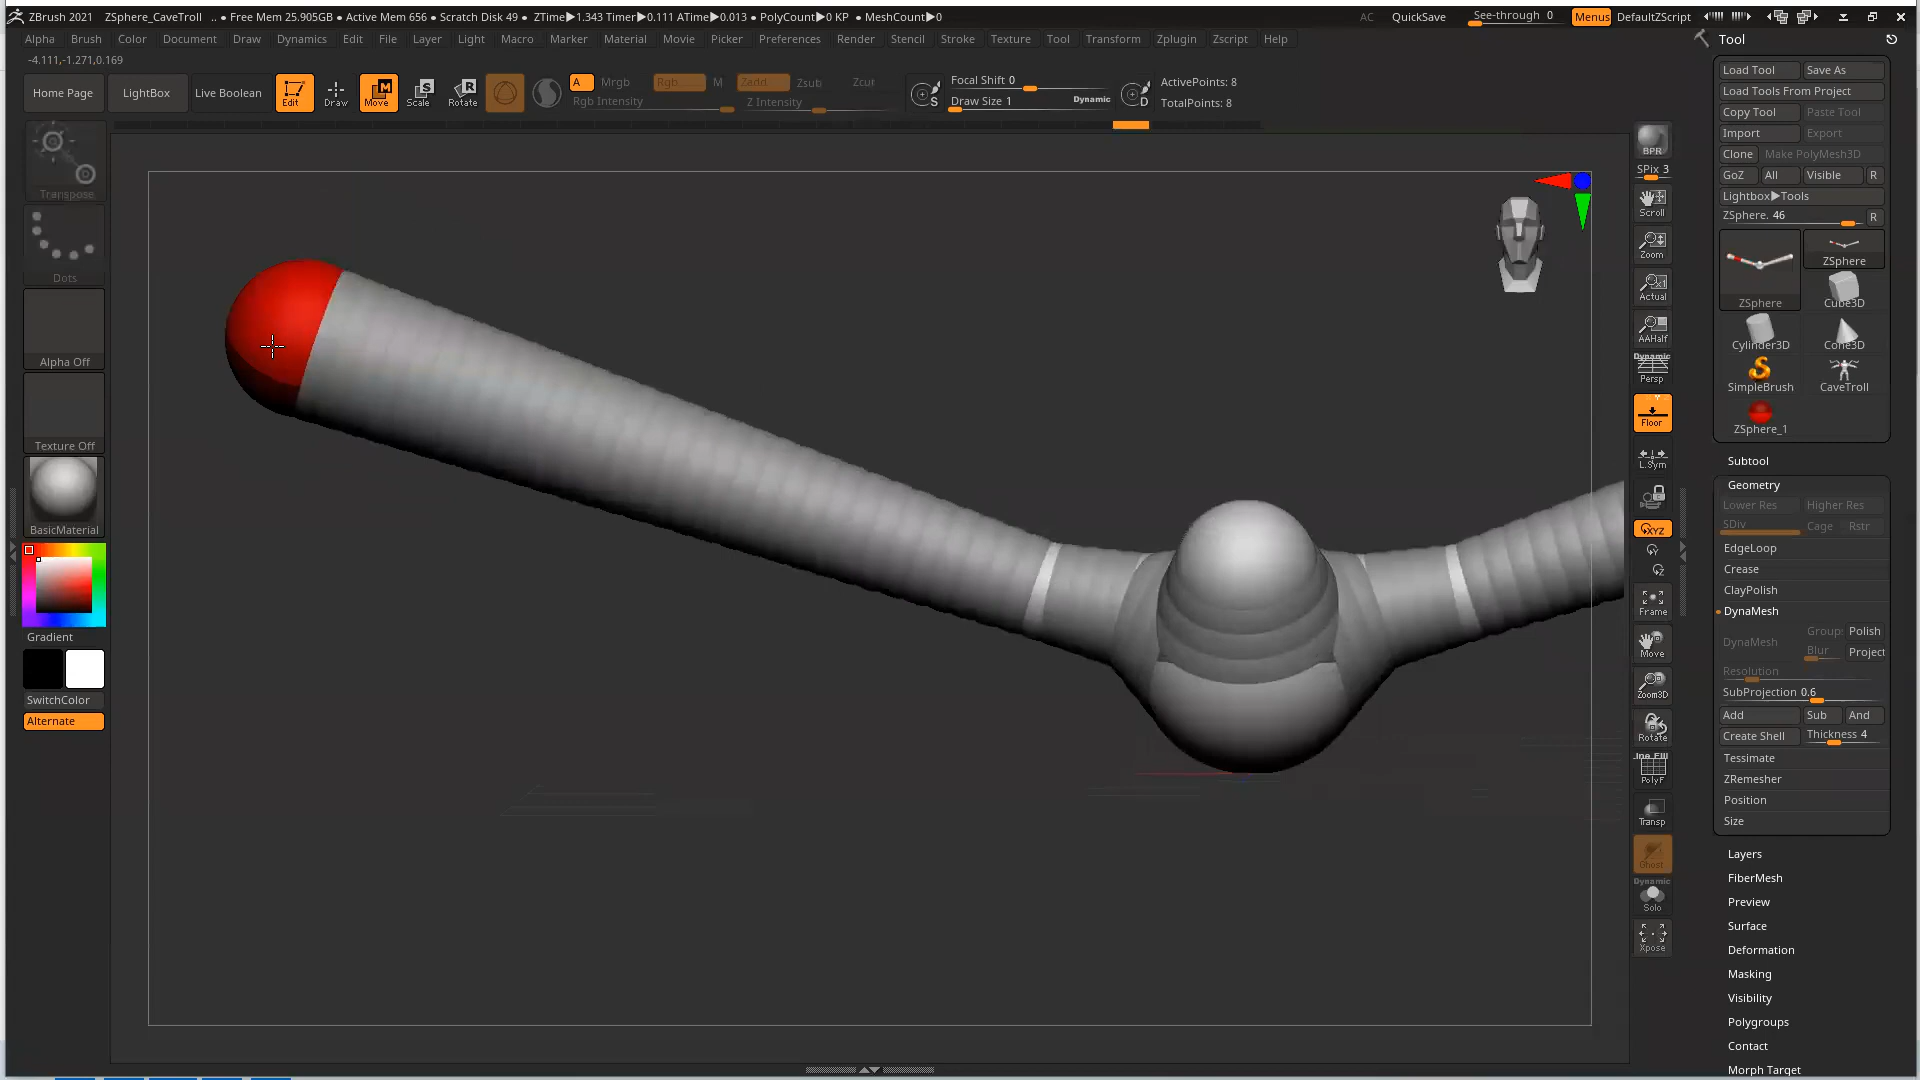 ZBrush 2021 ZSphere_CaveTroll .. ● Free Mem 25.905GB ● Active Mem 656 ● Scratch Disk 49 ● ZTime▶1.343 Timer▶0.111 ATime▶0.013 ● PolyCount▶0 KP ● MeshCount▶0 AC QuickSave See-through 0 Menus DefaultZScript
Alpha Brush Color Document Draw Dynamics Edit File Layer Light Macro Marker Material Movie Picker Preferences Render Stencil Stroke Texture Tool Transform Zplugin Zscript Help
-4.111,-1.271,0.169
Home Page LightBox Live Boolean Edit Draw Move Scale Rotate A Mrgb Rgb M Zadd Zsub Zcut
Rgb Intensity Z Intensity
Focal Shift 0
Draw Size 1 Dynamic
ActivePoints: 8
TotalPoints: 8
Transpose
Dots
Alpha Off
Texture Off
BasicMaterial
Gradient
SwitchColor
Alternate
BPR
SPix 3
Scroll
Zoom
Actual
AAHalf
Dynamic
Persp
Floor
L.Sym
XYZ
Y
Z
Frame
Move
Zoom3D
Rotate
Line Fill
PolyF
Transp
Ghost
Dynamic
Solo
Xpose
Tool
Load Tool Save As
Load Tools From Project
Copy Tool Paste Tool
Import Export
Clone Make PolyMesh3D
GoZ All Visible R
Lightbox▶Tools
ZSphere. 46 R
ZSphere
ZSphere
Cube3D
Cylinder3D Cone3D
SimpleBrush CaveTroll
ZSphere_1
Subtool
Geometry
Lower Res Higher Res
SDiv Cage Rstr
EdgeLoop
Crease
ClayPolish
DynaMesh
DynaMesh Group: Polish
Blur Project
Resolution
SubProjection 0.6
Add Sub And
Create Shell Thickness 4
Tessimate
ZRemesher
Position
Size
Layers
FiberMesh
Preview
Surface
Deformation
Masking
Visibility
Polygroups
Contact
Morph Target